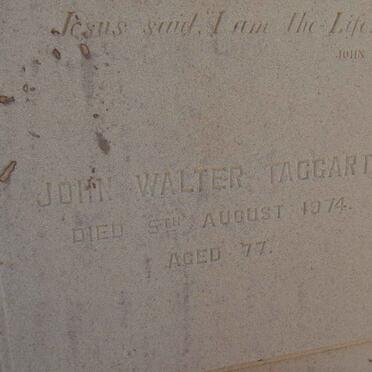 Jesus said, "I am the Life
JOHN
JOHN WALTER TAGGART
DIED 5TH AUGUST 1974.
AGED 77.